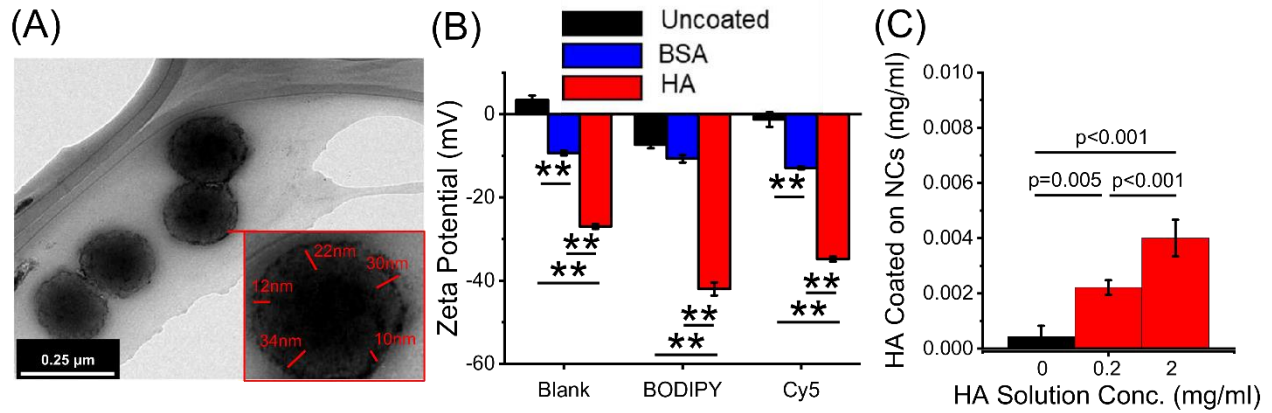 (A)
22nm
30nm
12nm
34nm
10nm
0.25 µm
(B)
Uncoated
BSA
HA
Zeta Potential (mV)
0
-20
-40
-60
**
**
**
**
**
**
**
**
Blank
BODIPY
Cy5
(C)
HA Coated on NCs (mg/ml)
0.010
0.008
0.006
0.004
0.002
0.000
p<0.001
p=0.005
p<0.001
0
0.2
2
HA Solution Conc. (mg/ml)